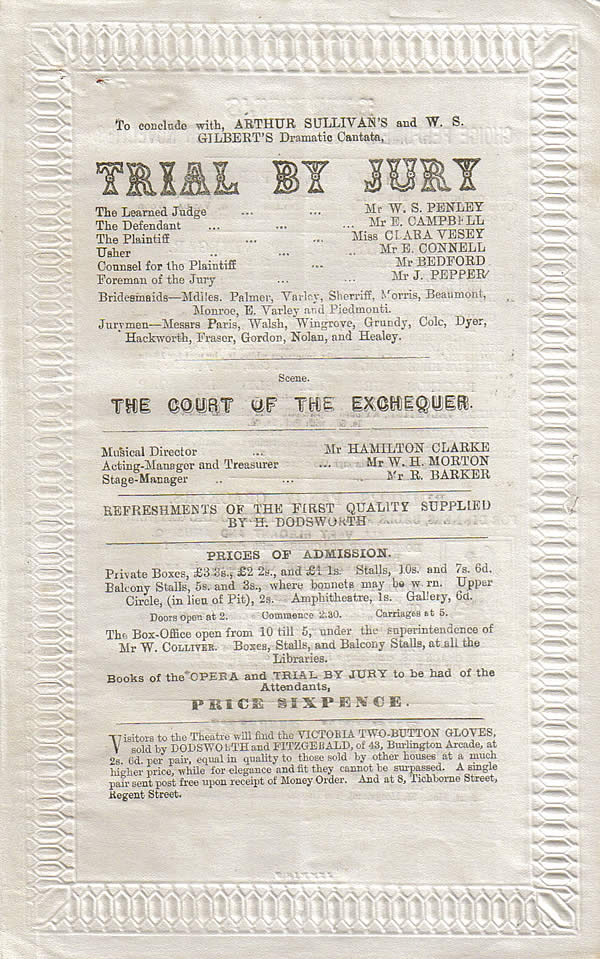 To conclude with, ARTHUR SULLIVAN'S and W. S.
GILBERT'S Dramatic Cantata,
TRIAL BY JURY
The Learned Judge ... ... Mr W. S. PENLEY
The Defendant ... ... ... Mr E. CAMPBELL
The Plaintiff ... ... ... Miss CLARA VESEY
Usher .. ... ... Mr E. CONNELL
Counsel for the Plaintiff ... Mr BEDFORD
Foreman of the Jury ... ... Mr J. PEPPER
Bridesmaids—Mdlles. Palmer, Varley, Sherriff, Morris, Beaumont,
Monroe, E. Varley and Piedmonti.
Jurymen—Messrs Paris, Walsh, Wingrove, Grundy, Cole, Dyer,
Hackworth, Fraser, Gordon, Nolan, and Healey.
Scene.
THE COURT OF THE EXCHEQUER.
Musical Director ... Mr HAMILTON CLARKE
Acting-Manager and Treasurer ... Mr W. H. MORTON
Stage-Manager .. ... .. Mr R. BARKER
REFRESHMENTS OF THE FIRST QUALITY SUPPLIED
BY H. DODSWORTH
PRICES OF ADMISSION.
Private Boxes, £3 3s., £2 2s., and £1 1s. Stalls, 10s. and 7s. 6d.
Balcony Stalls, 5s. and 3s., where bonnets may be w rn. Upper
Circle, (in lieu of Pit), 2s. Amphitheatre, 1s. Gallery, 6d.
Doors open at 2. Commence 2.30. Carriages at 5.
The Box-Office open from 10 till 5, under the superintendence of
Mr W. COLLIVER. Boxes, Stalls, and Balcony Stalls, at all the
Libraries.
Books of the OPERA and TRIAL BY JURY to be had of the
Attendants,
PRICE SIXPENCE.
Visitors to the Theatre will find the VICTORIA TWO-BUTTON GLOVES,
sold by DODSWORTH and FITZGERALD, of 43, Burlington Arcade, at
2s. 6d. per pair, equal in quality to those sold by other houses at a much
higher price, while for elegance and fit they cannot be surpassed. A single
pair sent post free upon receipt of Money Order. And at 8, Tichborne Street,
Regent Street.